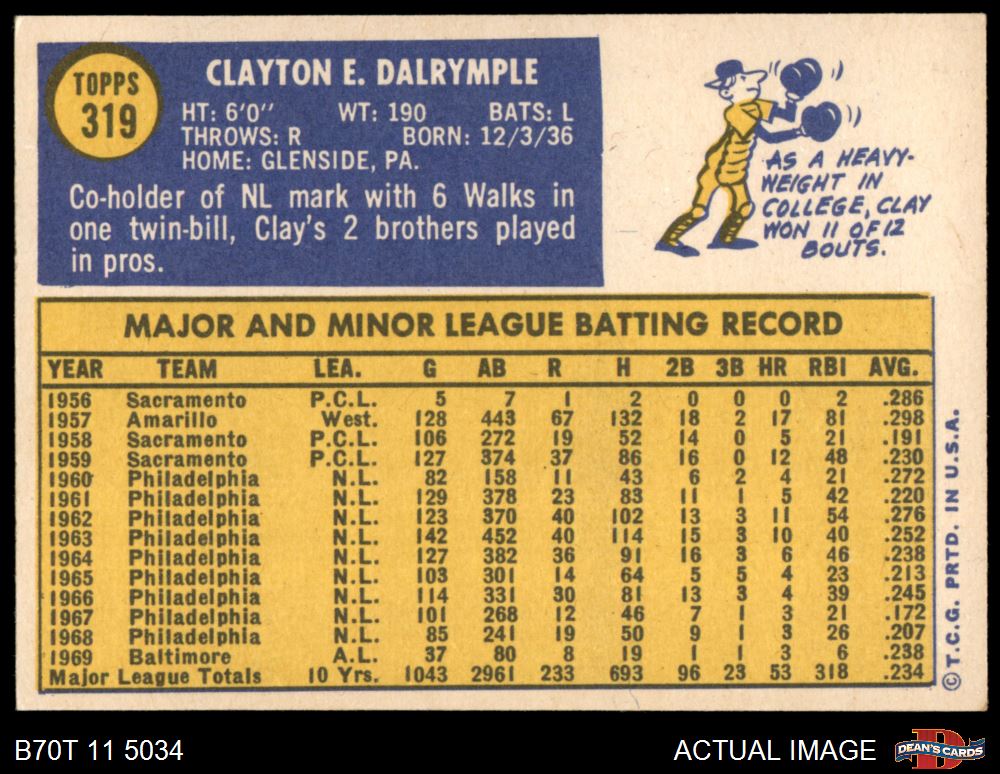 TOPPS
319
CLAYTON E. DALRYMPLE
HT: 6'0" WT: 190 BATS: L
THROWS: R BORN: 12/3/36
HOME: GLENSIDE, PA.
Co-holder of NL mark with 6 Walks in
one twin-bill, Clay's 2 brothers played
in pros.
AS A HEAVY-
WEIGHT IN
COLLEGE, CLAY
WON 11 OF 12
BOUTS.
MAJOR AND MINOR LEAGUE BATTING RECORD
YEAR TEAM LEA. G AB R H 2B 3B HR RBI AVG.
1956 Sacramento P.C.L. 5 7 1 2 0 0 0 2 .286
1957 Amarillo West. 128 443 67 132 18 2 17 81 .298
1958 Sacramento P.C.L. 106 272 19 52 14 0 5 21 .191
1959 Sacramento P.C.L. 127 374 37 86 16 0 12 48 .230
1960 Philadelphia N.L. 82 158 11 43 6 2 4 21 .272
1961 Philadelphia N.L. 129 378 23 83 11 1 5 42 .220
1962 Philadelphia N.L. 123 370 40 102 13 3 11 54 .276
1963 Philadelphia N.L. 142 452 40 114 15 3 10 40 .252
1964 Philadelphia N.L. 127 382 36 91 16 3 6 46 .238
1965 Philadelphia N.L. 103 301 14 64 5 5 4 23 .213
1966 Philadelphia N.L. 114 331 30 81 13 3 4 39 .245
1967 Philadelphia N.L. 101 268 12 46 7 1 3 21 .172
1968 Philadelphia N.L. 85 241 19 50 9 1 3 26 .207
1969 Baltimore A.L. 37 80 8 19 1 1 3 6 .238
Major League Totals 10 Yrs. 1043 2961 233 693 96 23 53 318 .234
©T.C.G. PRTD. IN U.S.A.
B70T 11 5034
ACTUAL IMAGE
DEAN'S CARDS